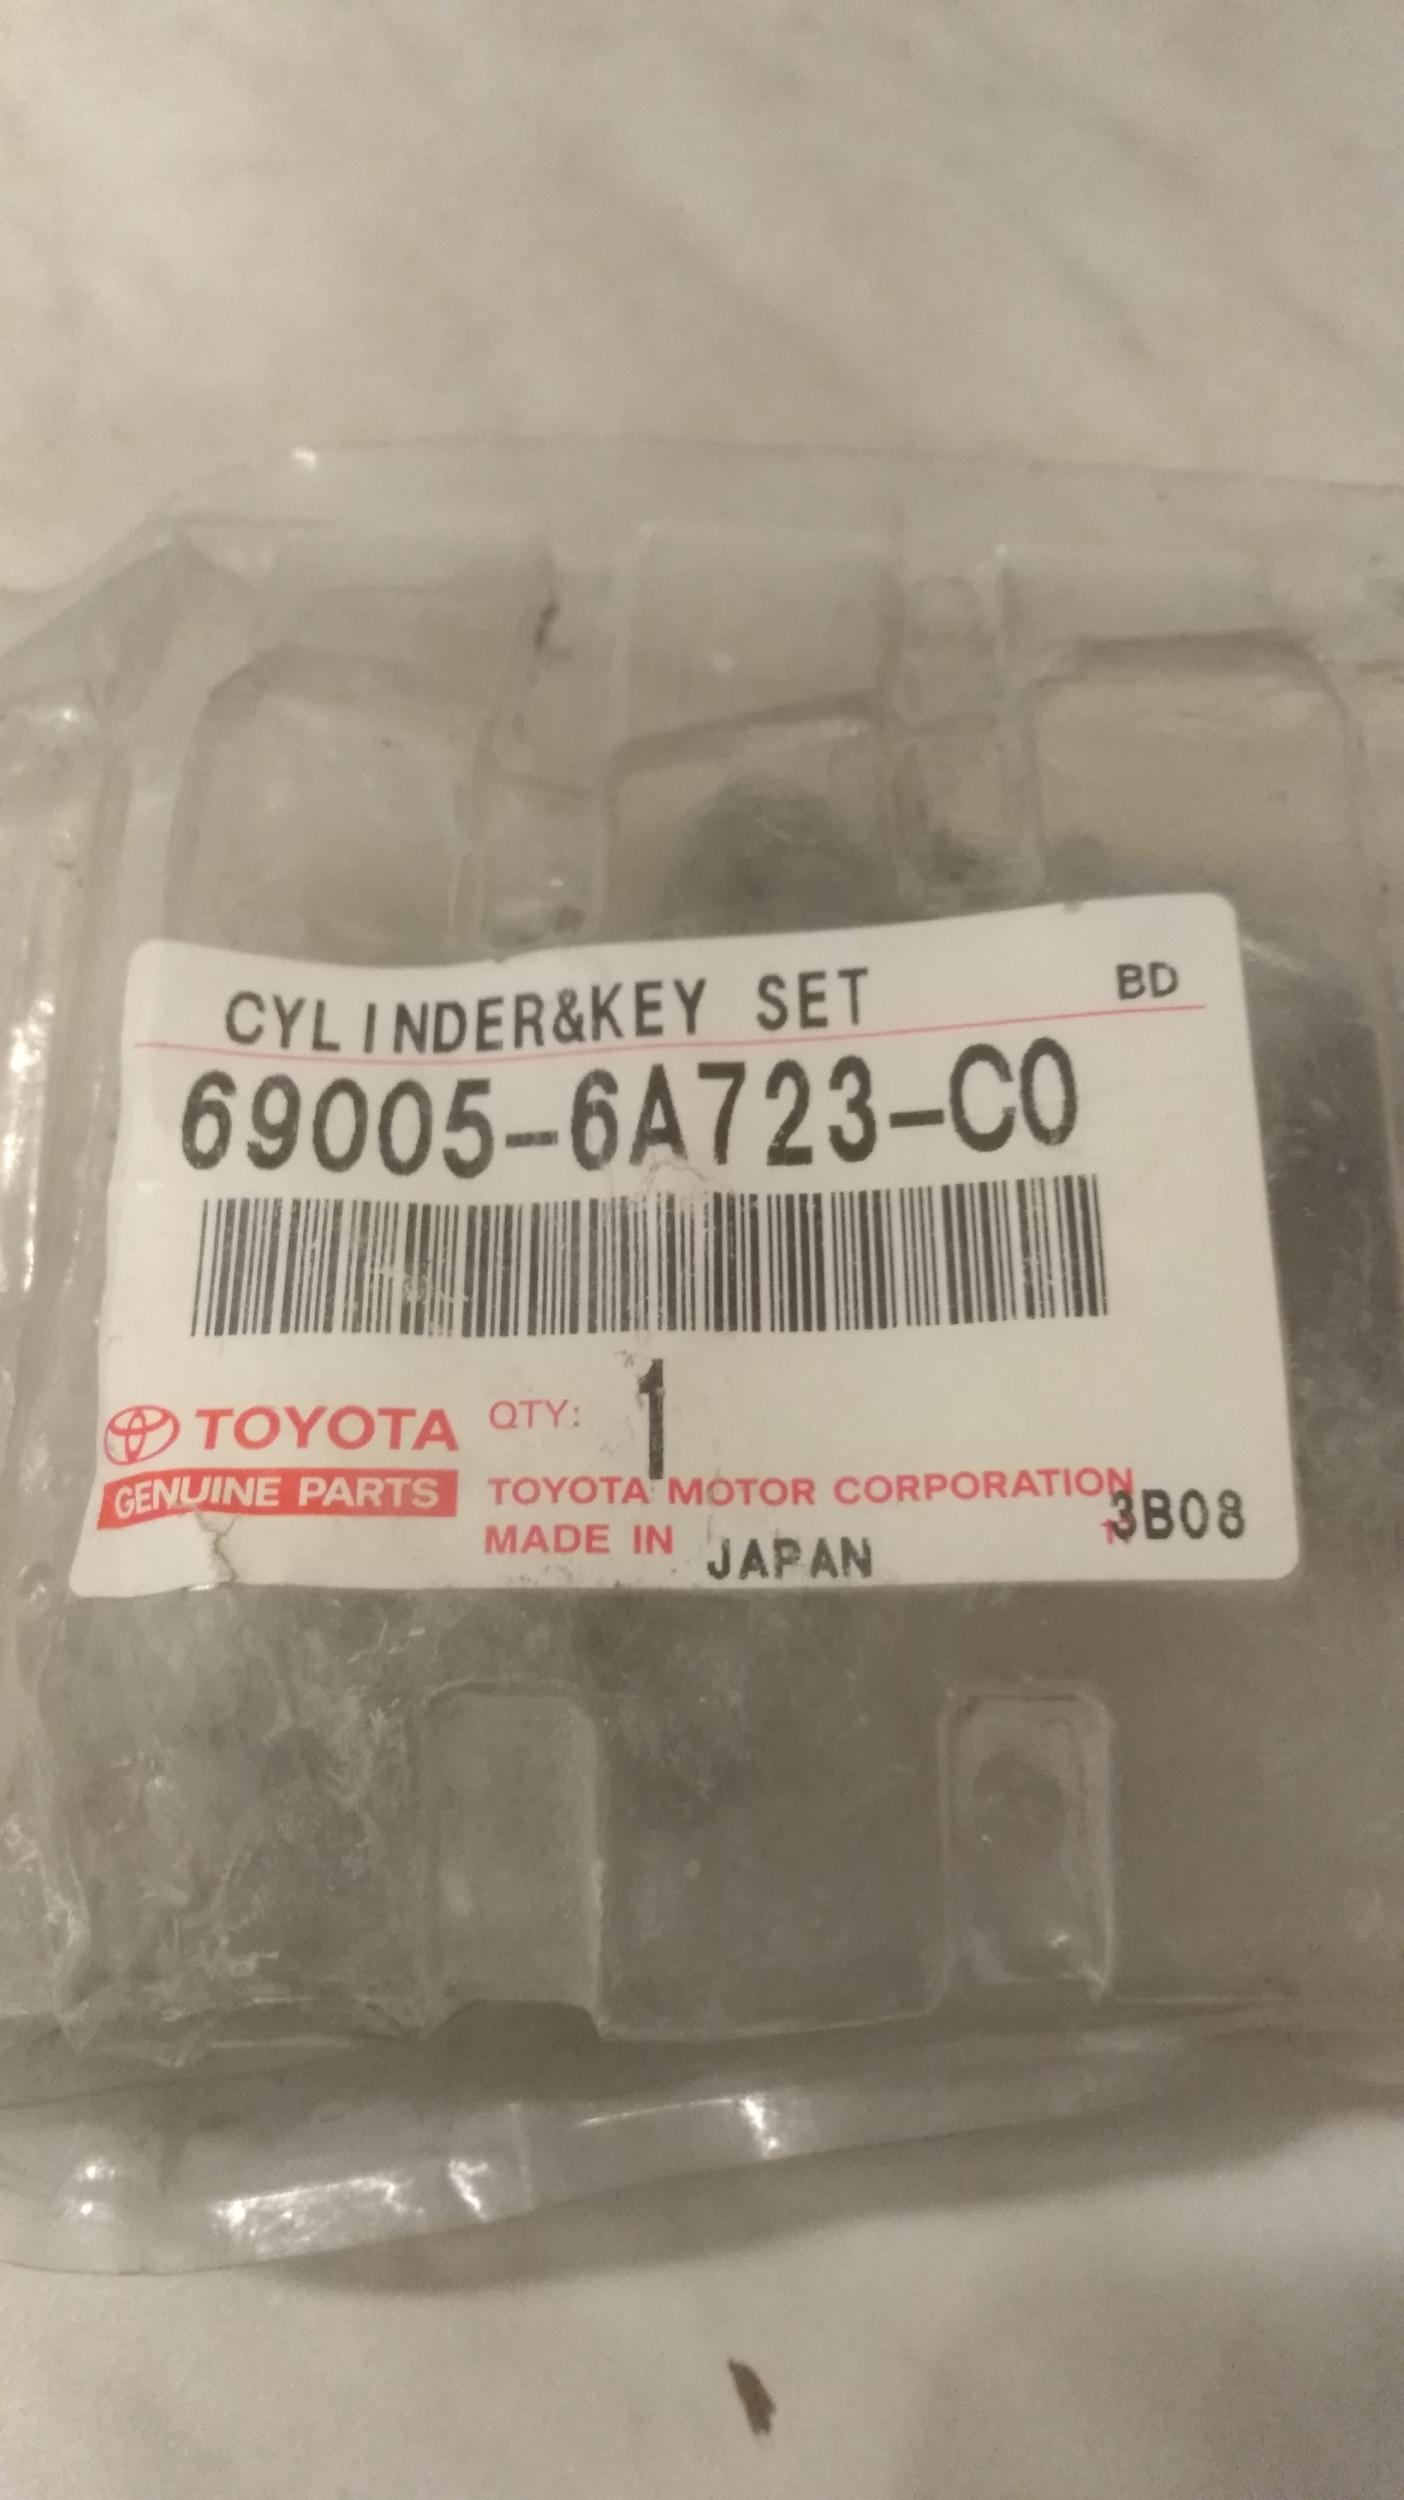 CYLINDER&KEY SET BD
69005-6A723-C0
TOYOTA QTY: 1
GENUINE PARTS TOYOTA MOTOR CORPORATION
MADE IN JAPAN 3B08